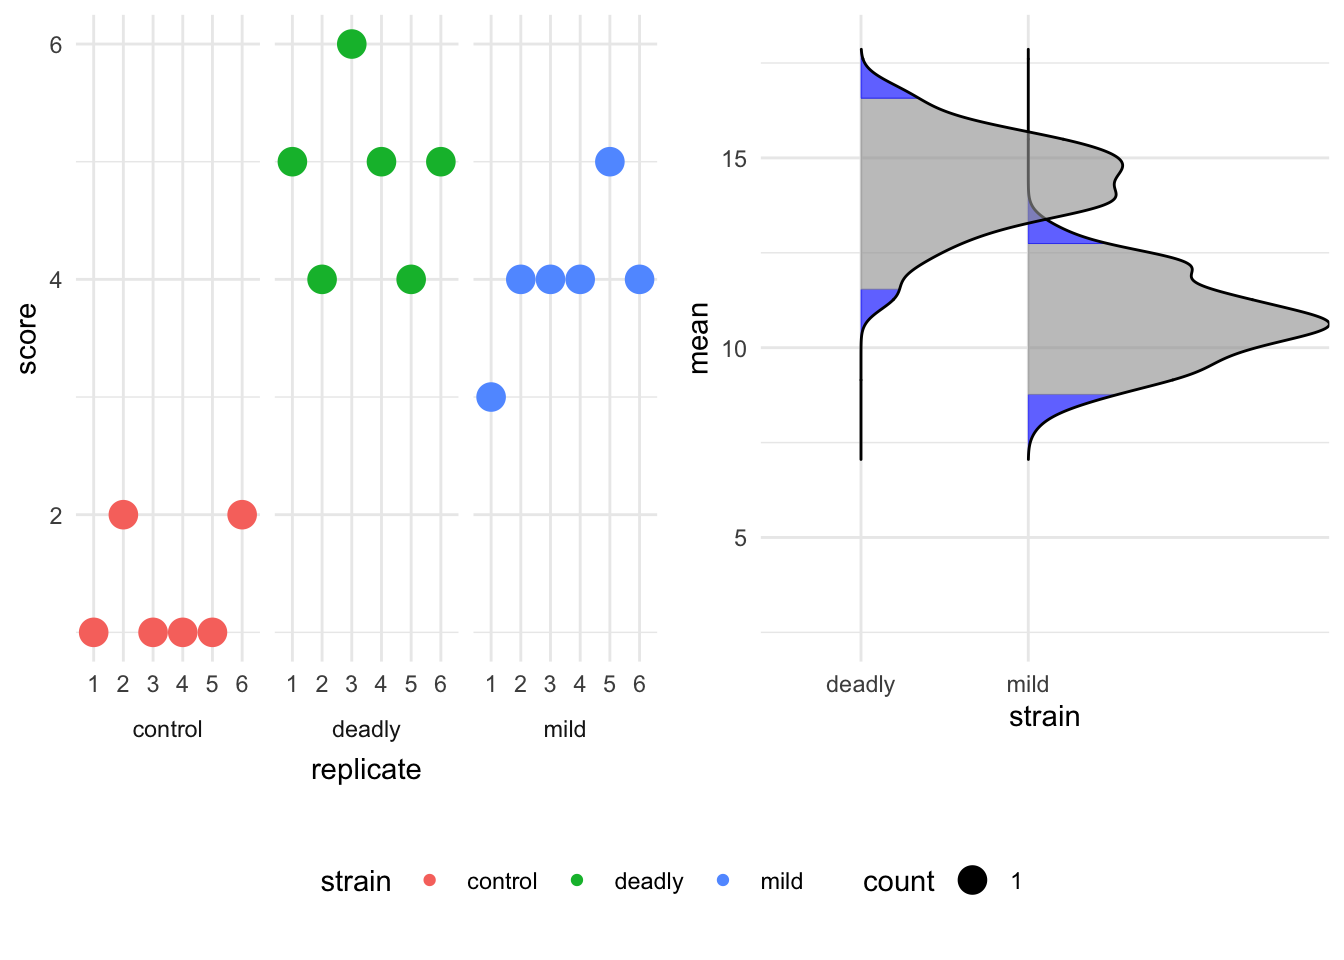 score
6
4
2
1 2 3 4 5 6
1 2 3 4 5 6
1 2 3 4 5 6
control
deadly
mild
replicate
mean
15
10
5
deadly
mild
strain
strain control deadly mild
count 1